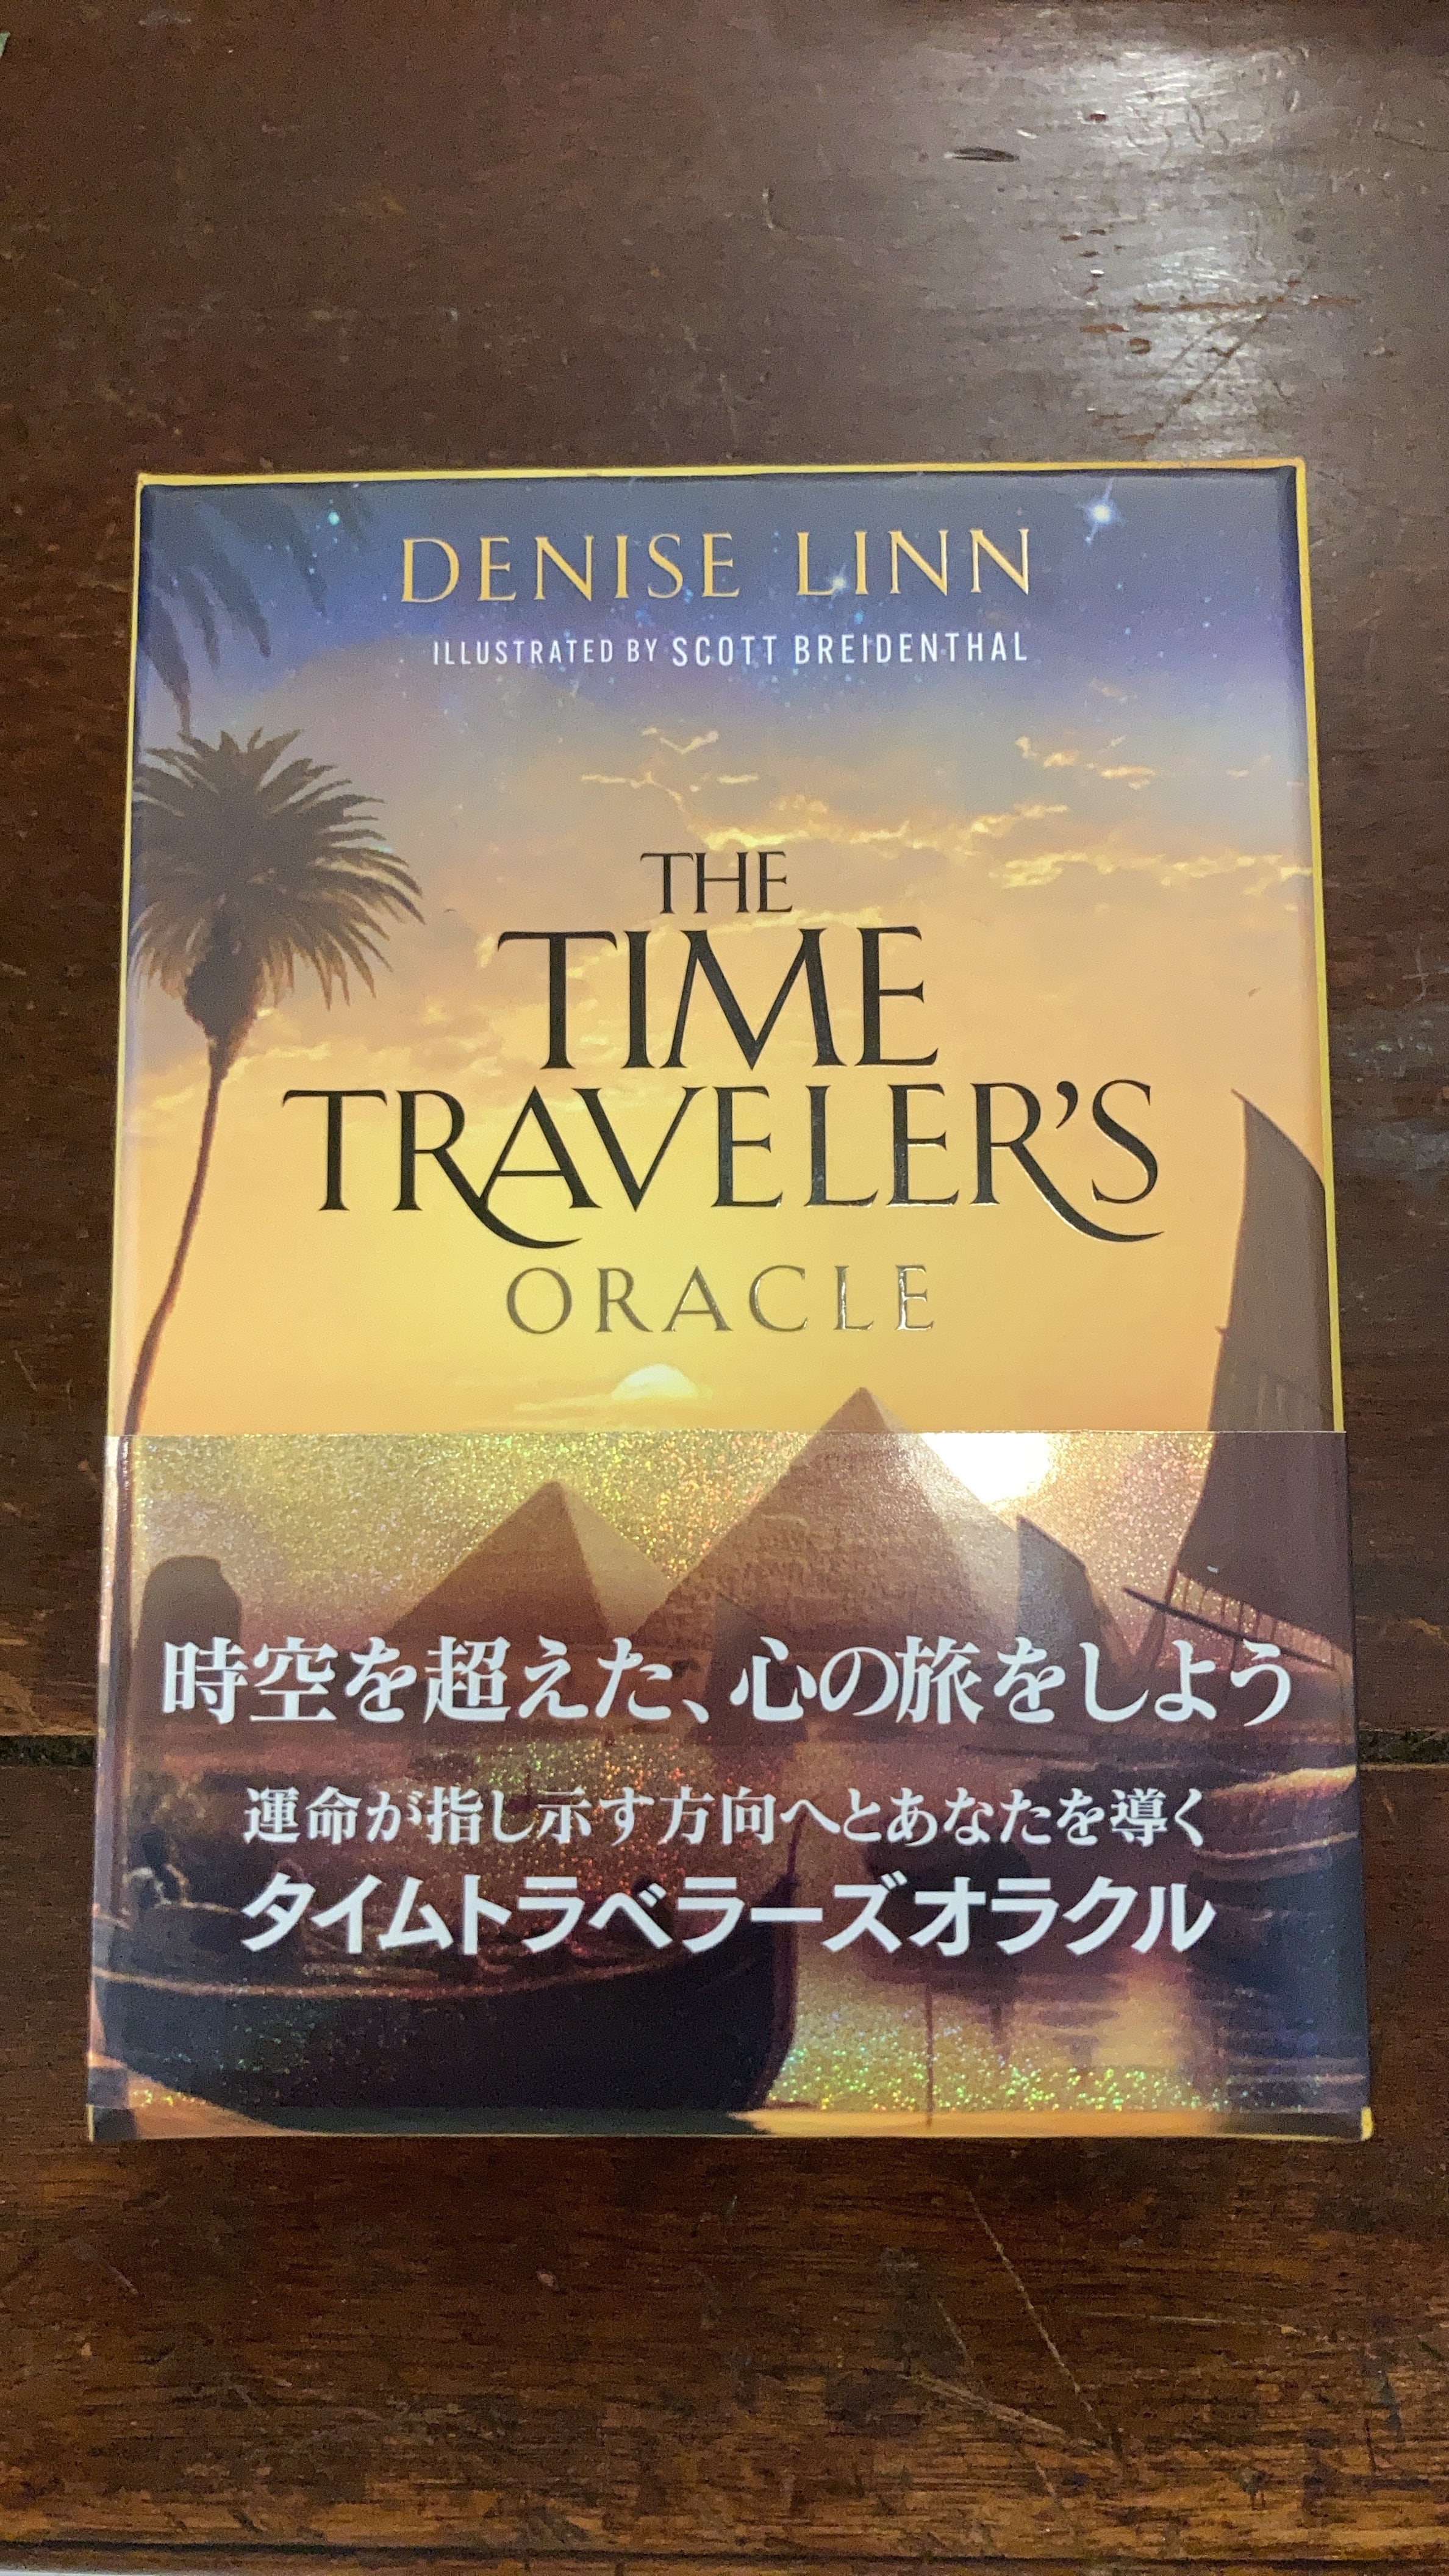 DENISE LINN
ILLUSTRATED BY SCOTT BREIDENTHAL
THE
TIME
TRAVELER'S
ORACLE
時空を超えた、心の旅をしよう
運命が指し示す方向へとあなたを導く
タイムトラベラーズオラクル